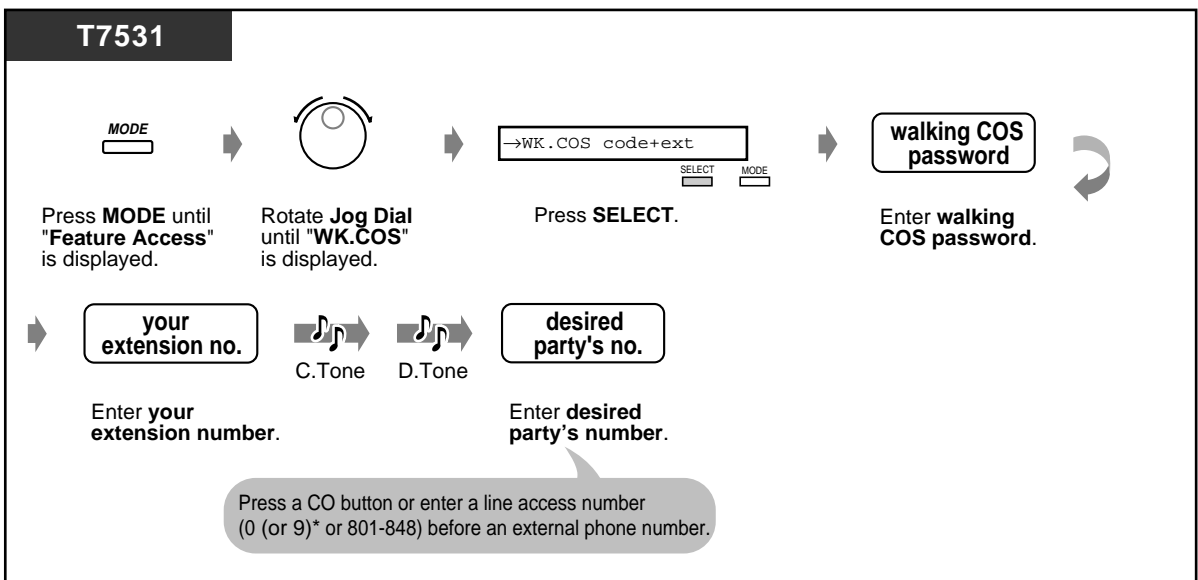 T7531
MODE
→WK.COS code+ext
SELECT MODE
walking COS
password
Press MODE until
"Feature Access"
is displayed.
Rotate Jog Dial
until "WK.COS"
is displayed.
Press SELECT.
Enter walking
COS password.
your
extension no.
C.Tone
D.Tone
desired
party's no.
Enter your
extension number.
Enter desired
party’s number.
Press a CO button or enter a line access number
(0 (or 9)* or 801-848) before an external phone number.